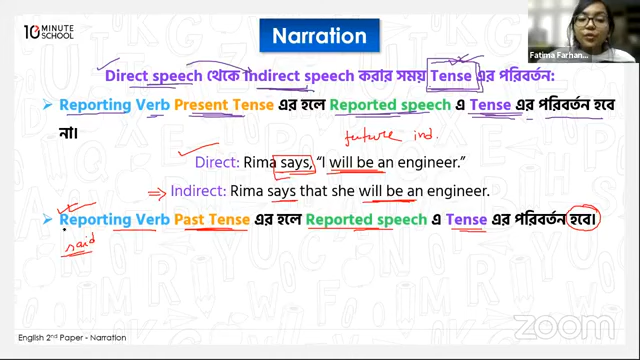 10 MINUTE SCHOOL
Narration
Fatima Farhan...
Direct speech থেকে Indirect speech করার সময় Tense এর পরিবর্তন:
Reporting Verb Present Tense এর হলে Reported speech এ Tense এর পরিবর্তন হবে
না।
future ind.
Direct: Rima says, “I will be an engineer.”
Indirect: Rima says that she will be an engineer.
Reporting Verb Past Tense এর হলে Reported speech এ Tense এর পরিবর্তন হবে।
said
English 2nd Paper - Narration
zoom